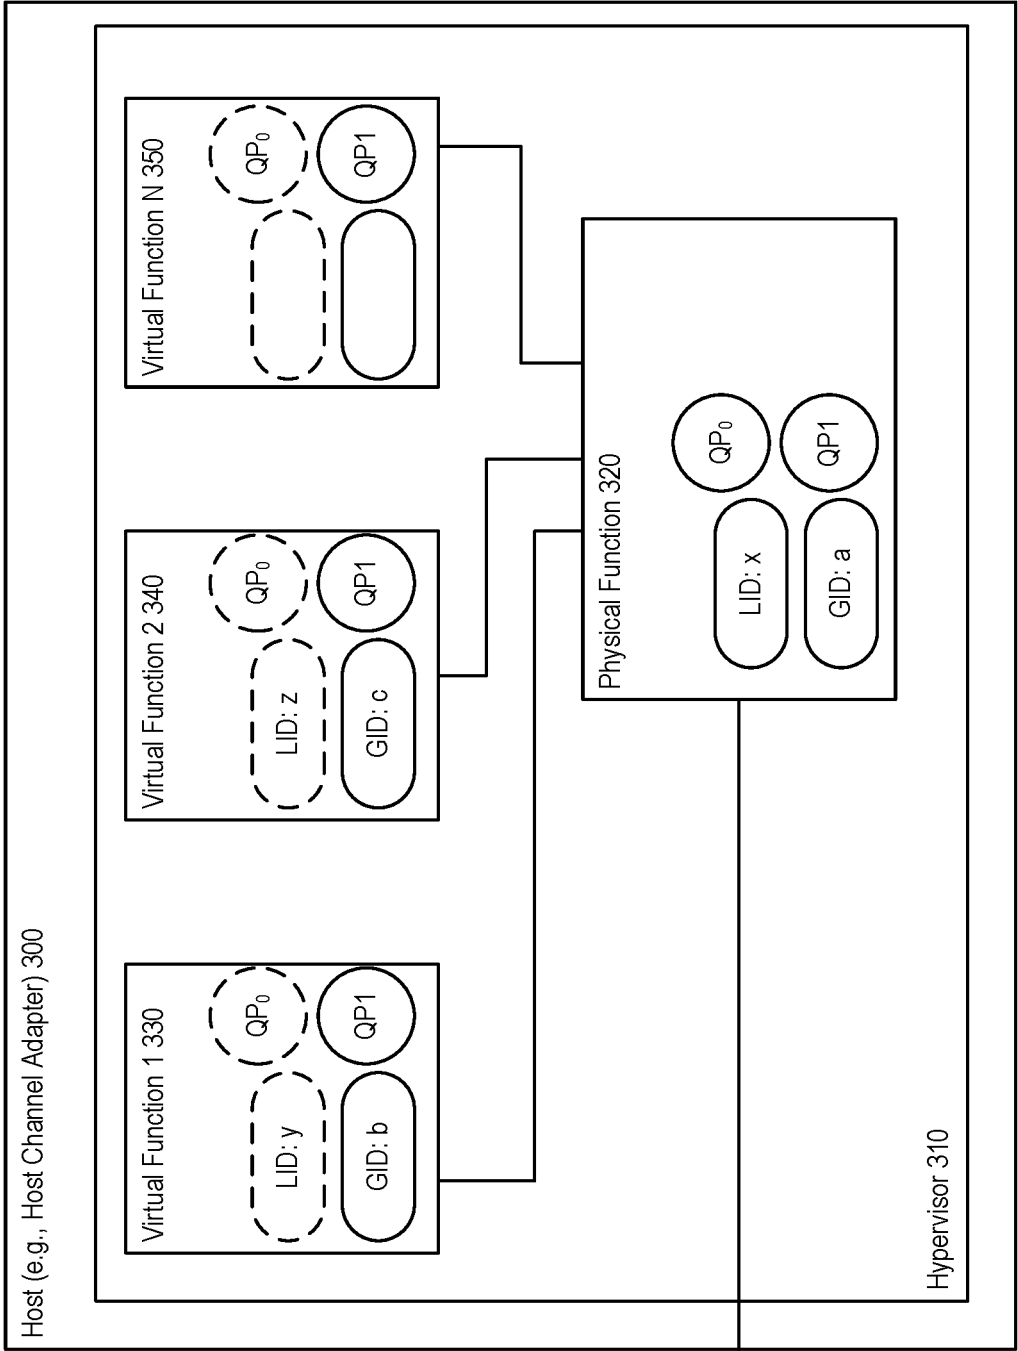 Host (e.g., Host Channel Adapter) 300
Virtual Function 1 330
LID: y
QP₀
GID: b
QP1
Virtual Function 2 340
LID: z
QP₀
GID: c
QP1
Virtual Function N 350
QP₀
QP1
Physical Function 320
LID: x
QP₀
GID: a
QP1
Hypervisor 310